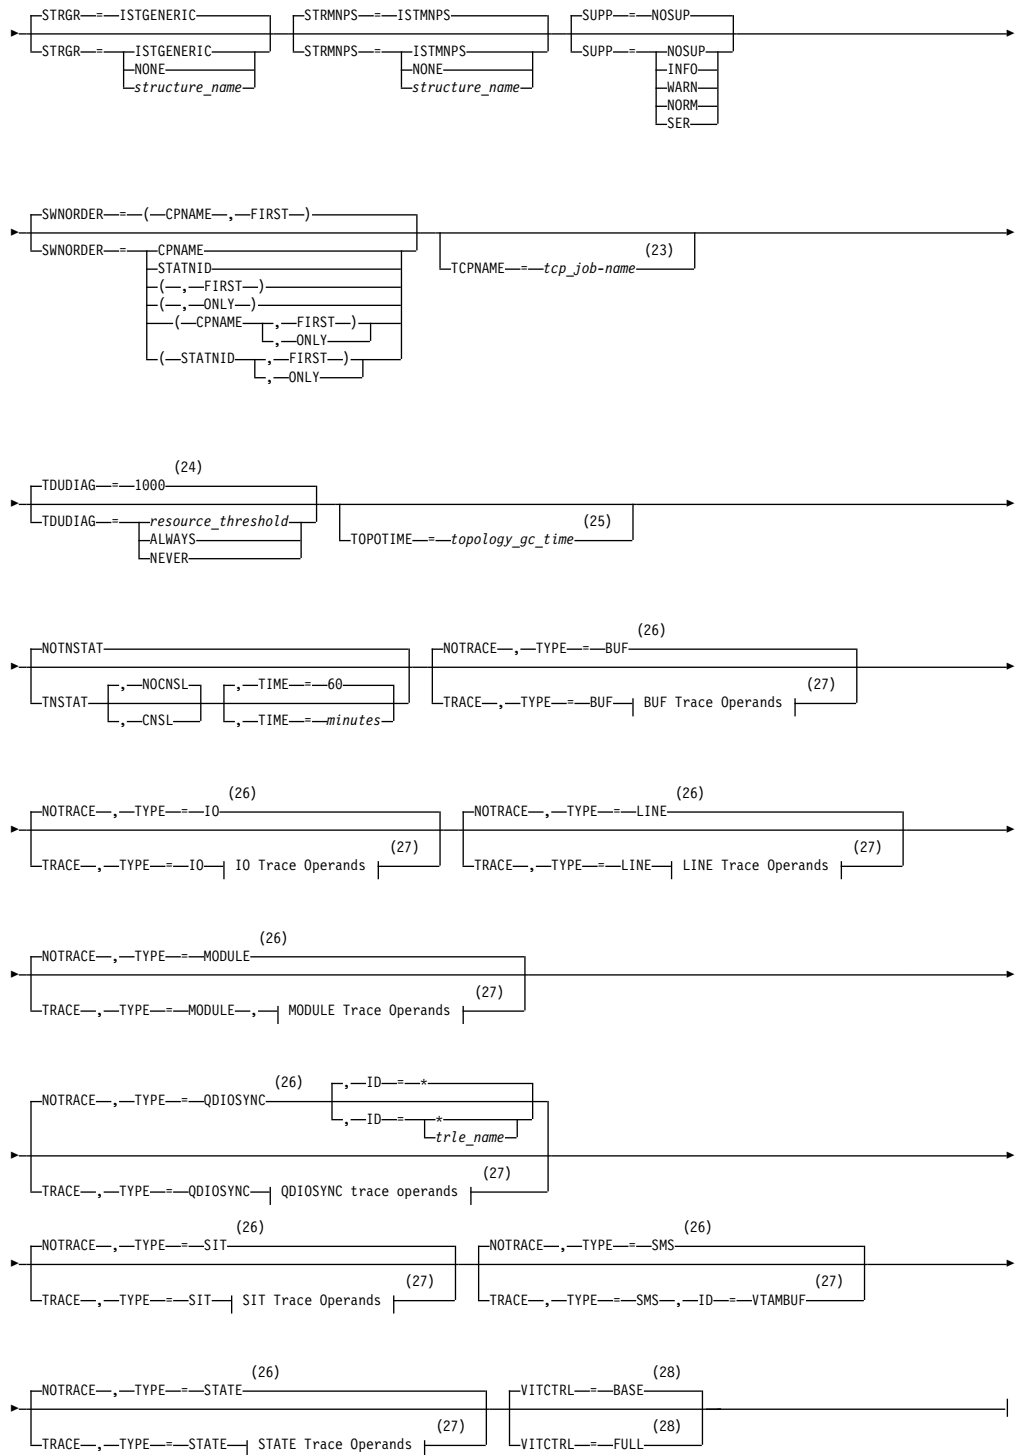 STRGR = ISTGENERIC STRMNPS = ISTMNPS SUPP = NOSUP
STRGR = ISTGENERIC STRMNPS = ISTMNPS SUPP = NOSUP
NONE NONE INFO
structure_name structure_name WARN
NORM
SER
SWNORDER = ( CPNAME , FIRST )
SWNORDER = CPNAME (23)
STATNID TCPNAME = tcp_job-name
( , FIRST )
( , ONLY )
( CPNAME , FIRST )
, ONLY
( STATNID , FIRST )
, ONLY
(24)
TDUDIAG = 1000
TDUDIAG = resource_threshold (25)
ALWAYS TOPOTIME = topology_gc_time
NEVER
(26)
NOTNSTAT NOTRACE , TYPE = BUF
, NOCNSL , TIME = 60 (27)
TNSTAT TRACE , TYPE = BUF BUF Trace Operands
, CNSL , TIME = minutes
(26) (26)
NOTRACE , TYPE = IO NOTRACE , TYPE = LINE
(27) (27)
TRACE , TYPE = IO IO Trace Operands TRACE , TYPE = LINE LINE Trace Operands
(26)
NOTRACE , TYPE = MODULE
(27)
TRACE , TYPE = MODULE , MODULE Trace Operands
(26) , ID = *
NOTRACE , TYPE = QDIOSYNC
, ID = *
trle_name
(27)
TRACE , TYPE = QDIOSYNC QDIOSYNC trace operands
(26) (26)
NOTRACE , TYPE = SIT NOTRACE , TYPE = SMS
(27) (27)
TRACE , TYPE = SIT SIT Trace Operands TRACE , TYPE = SMS , ID = VTAMBUF
(26) (28)
NOTRACE , TYPE = STATE VITCTRL = BASE
(27) (28)
TRACE , TYPE = STATE STATE Trace Operands VITCTRL = FULL